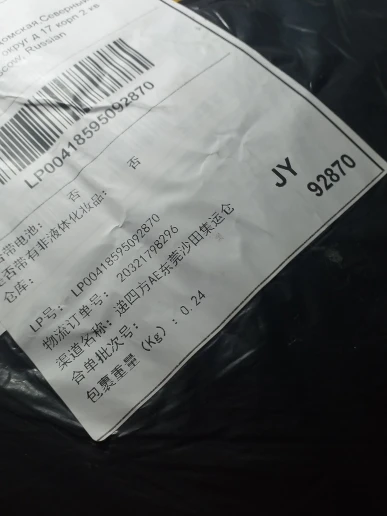 омская Северный
округ А 17 корп 2 кв
scow, Russian
LP00418595092870
带电池： 否
否带有非液体化妆品： 否
仓库：
JY
92870
LP号： LP00418595092870
物流订单号： 20321798296
渠道名称： 递四方AE东莞沙田集运仓
合单批次号：
包裹重量 (Kg)： 0.24